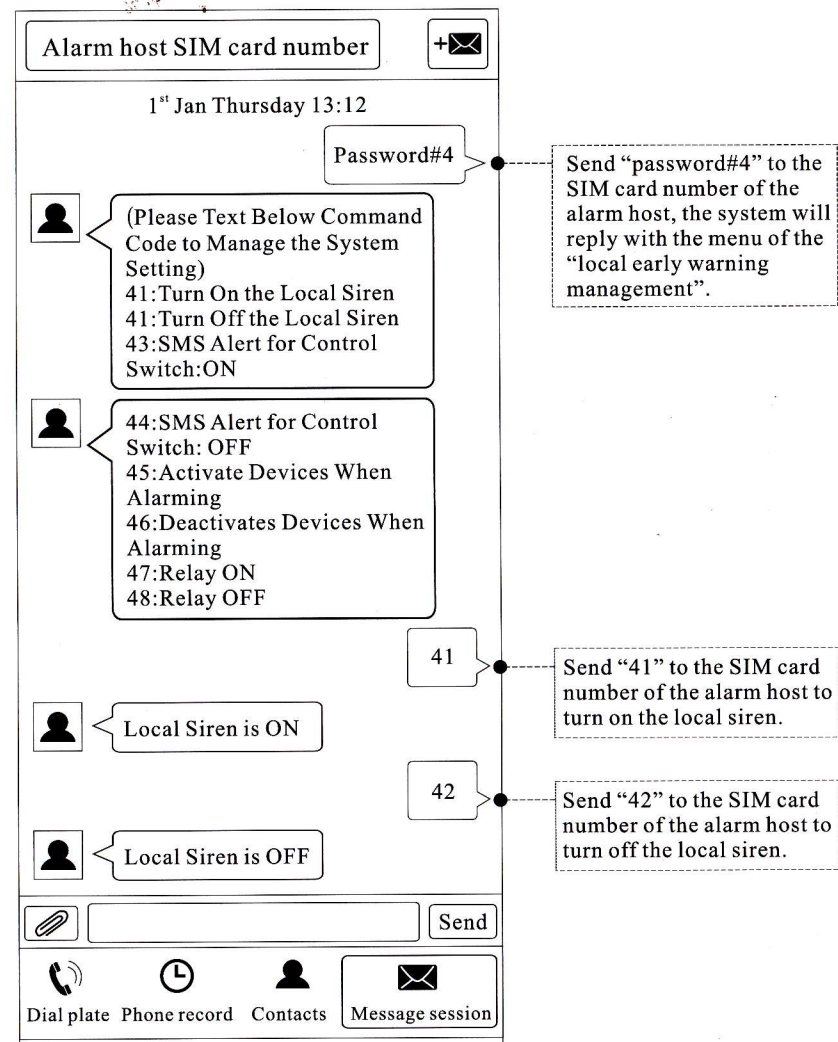 Alarm host SIM card number
+
1st Jan Thursday 13:12
Password#4
Send “password#4” to the
SIM card number of the
alarm host, the system will
reply with the menu of the
“local early warning
management”.
(Please Text Below Command
Code to Manage the System
Setting)
41:Turn On the Local Siren
41:Turn Off the Local Siren
43:SMS Alert for Control
Switch:ON
44:SMS Alert for Control
Switch: OFF
45:Activate Devices When
Alarming
46:Deactivates Devices When
Alarming
47:Relay ON
48:Relay OFF
41
Send “41” to the SIM card
number of the alarm host to
turn on the local siren.
Local Siren is ON
42
Send “42” to the SIM card
number of the alarm host to
turn off the local siren.
Local Siren is OFF
Send
Dial plate Phone record Contacts Message session